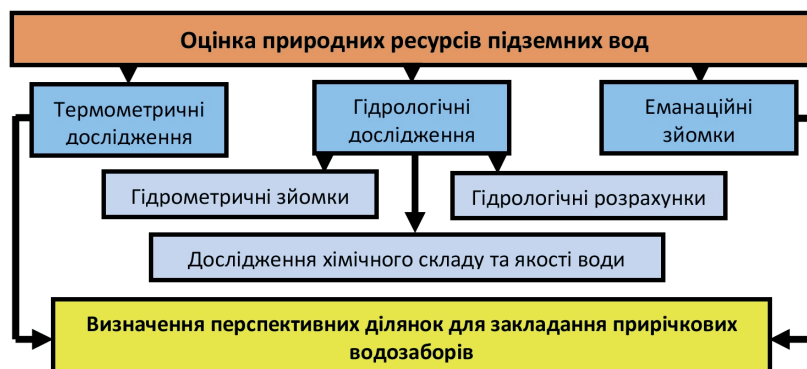 Оцінка природних ресурсів підземних вод
Термометричні
дослідження
Гідрологічні
дослідження
Еманаційні
зйомки
Гідрометричні зйомки
Гідрологічні розрахунки
Дослідження хімічного складу та якості води
Визначення перспективних ділянок для закладання прирічкових
водозаборів